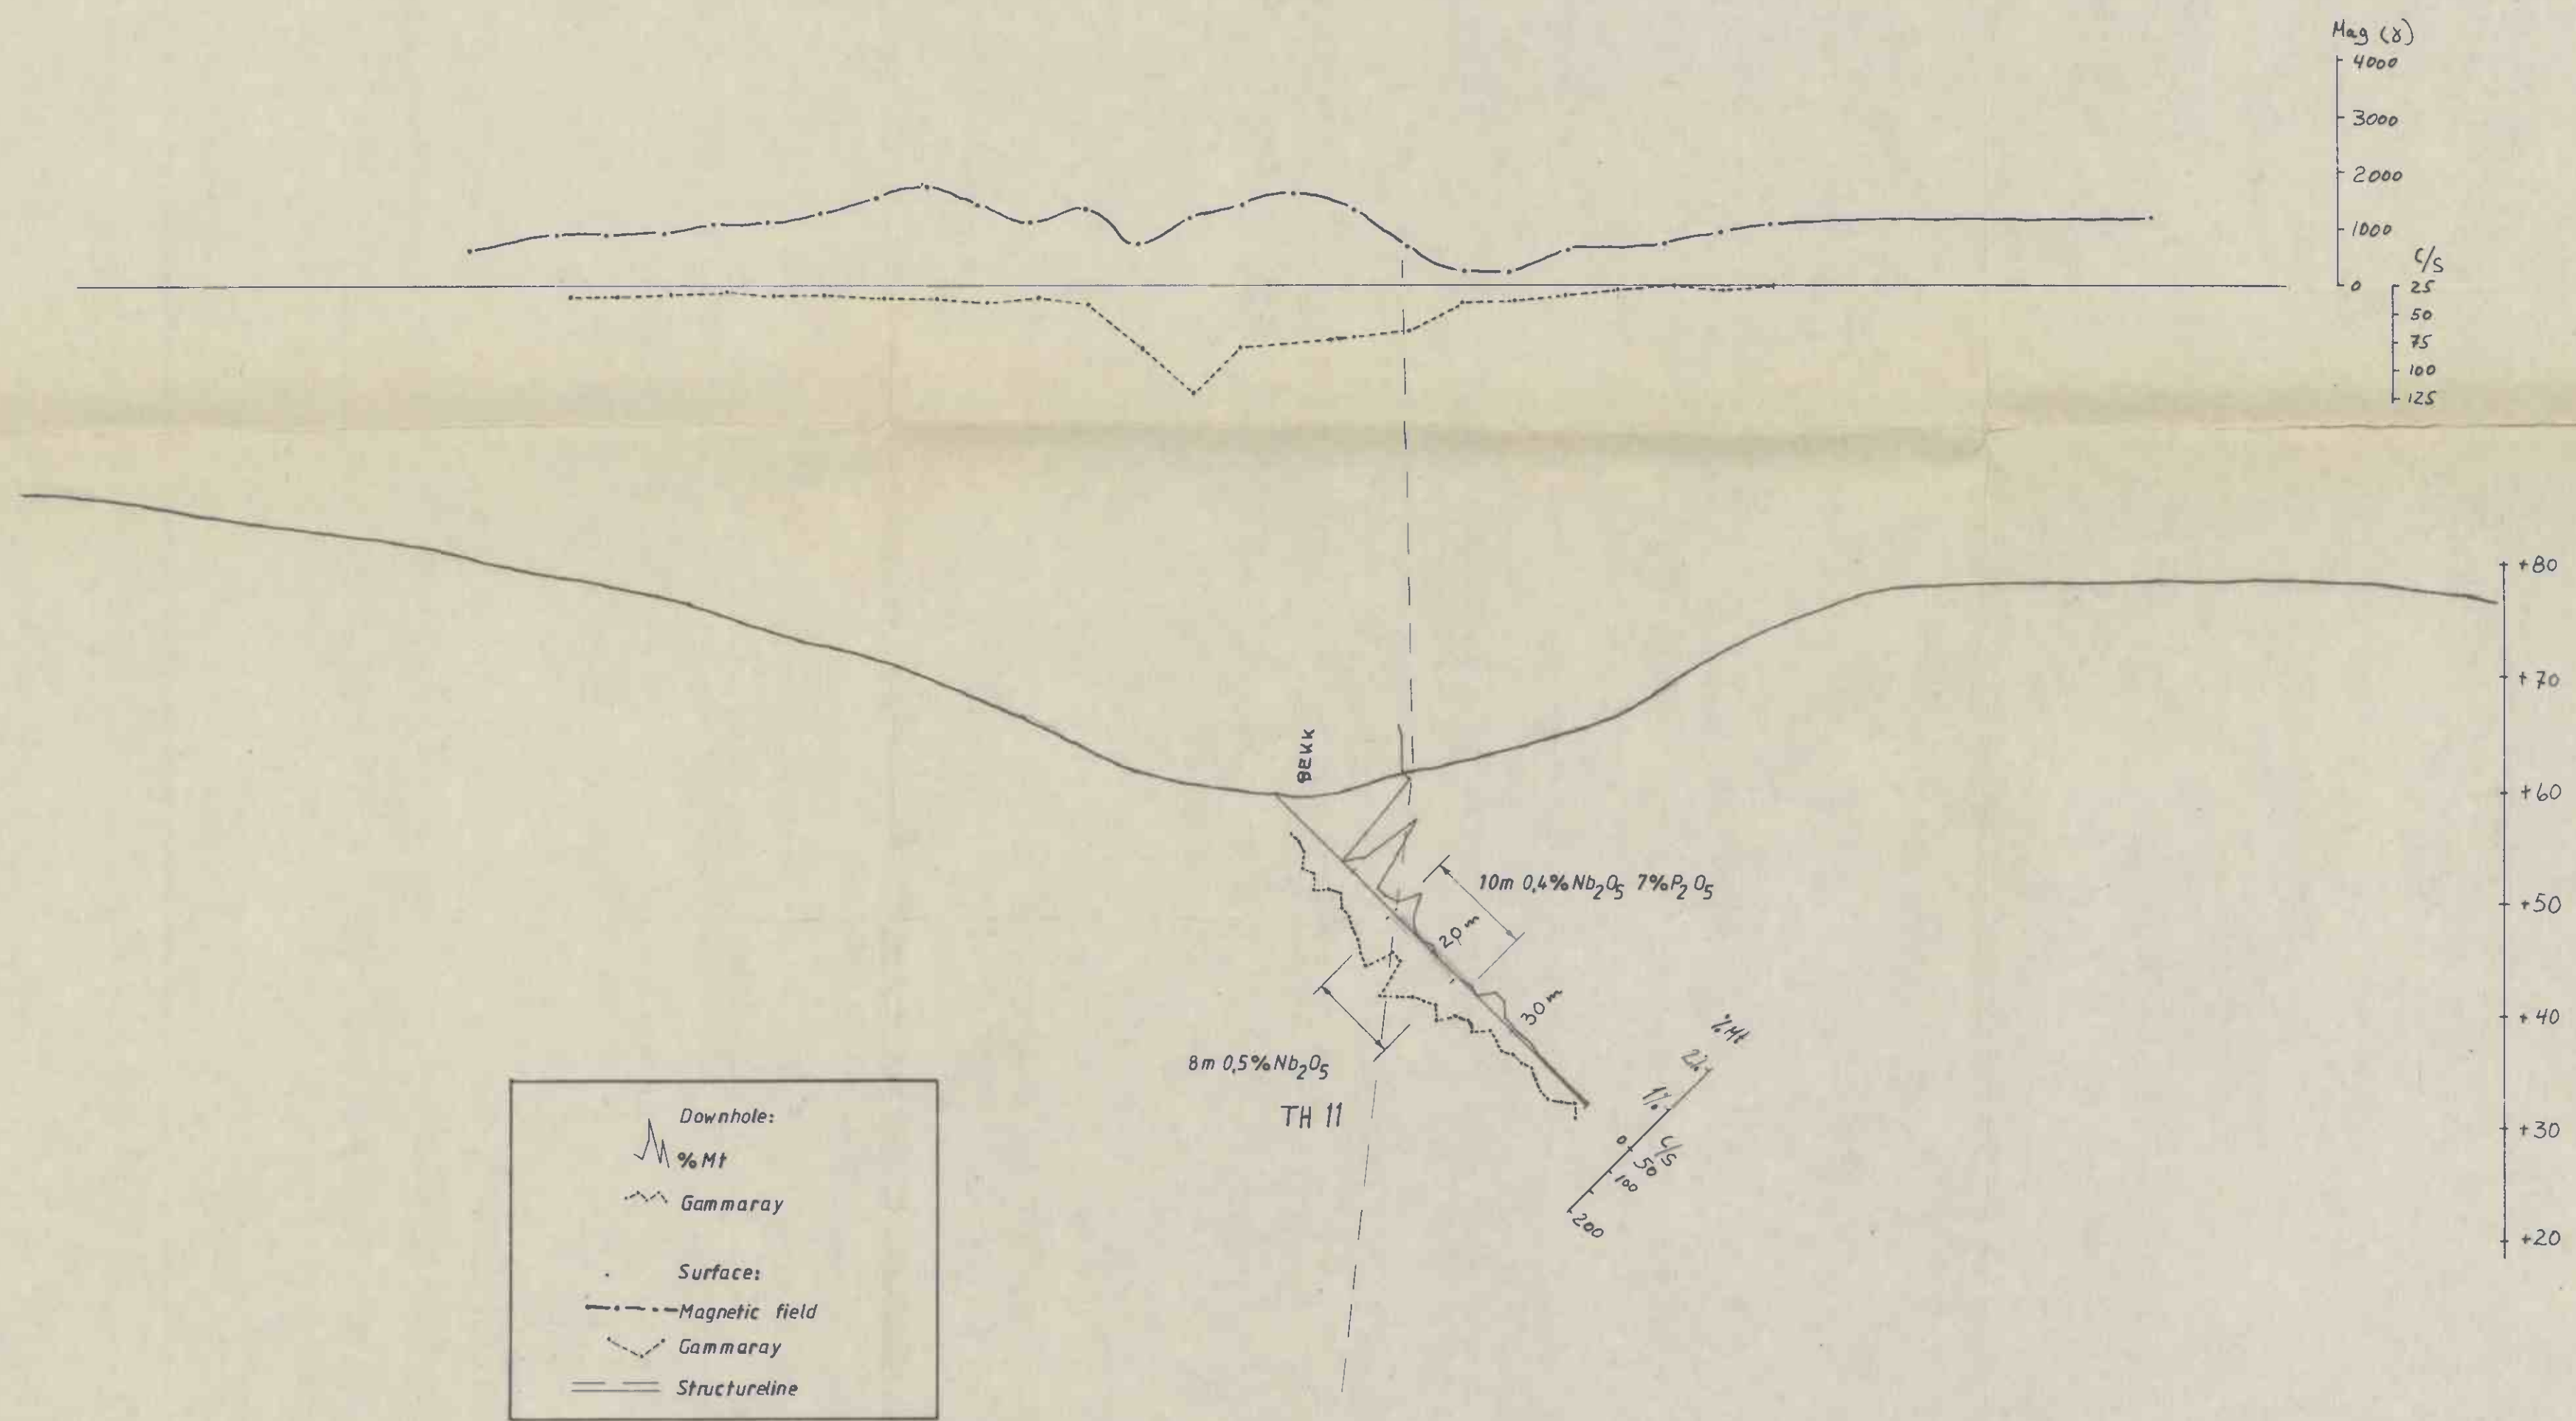 Mag (γ)
4000
3000
2000
1000
0
C/S
25
50
75
100
125
+80
+70
+60
+50
+40
+30
+20
BEKK
10m 0,4% Nb₂O₅ 7% P₂O₅
20 m
30 m
8m 0,5% Nb₂O₅
TH 11
% Mt
2%
1%
0
C/S
50
100
200
Downhole:
% Mt
Gammaray
Surface:
Magnetic field
Gammaray
Structureline